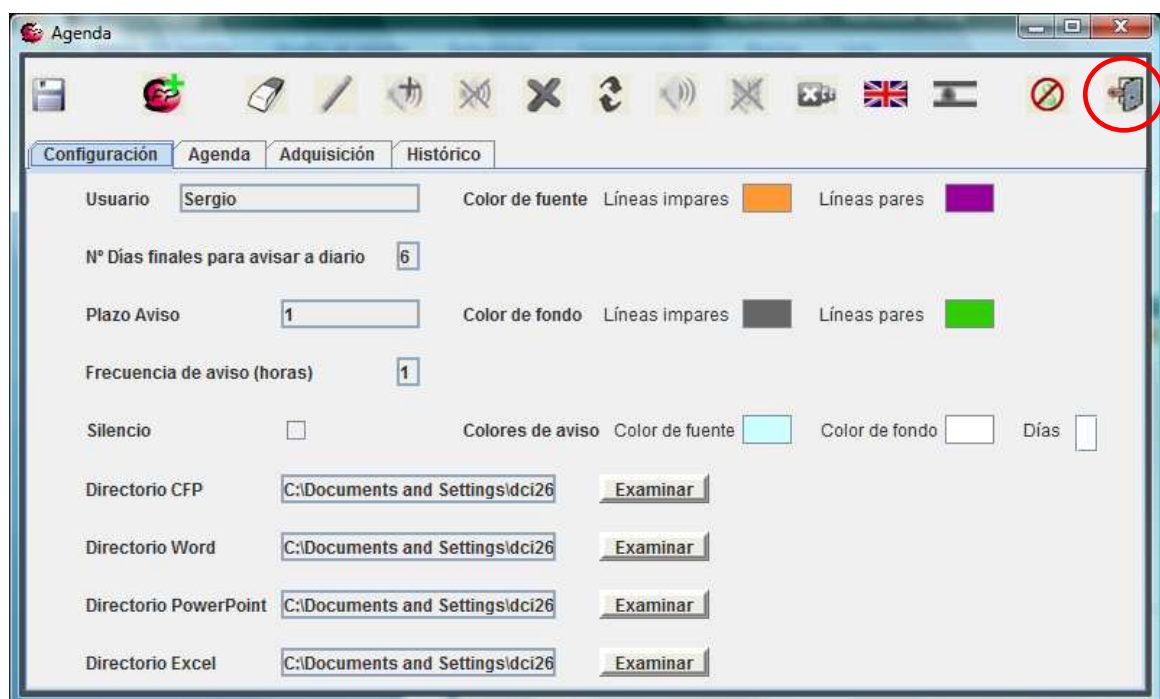 Agenda
Configuración Agenda Adquisición Histórico
Usuario Sergio Color de fuente Líneas impares Líneas pares
Nº Días finales para avisar a diario 6
Plazo Aviso 1 Color de fondo Líneas impares Líneas pares
Frecuencia de aviso (horas) 1
Silencio Colores de aviso Color de fuente Color de fondo Días
Directorio CFP C:\Documents and Settings\dci26 Examinar
Directorio Word C:\Documents and Settings\dci26 Examinar
Directorio PowerPoint C:\Documents and Settings\dci26 Examinar
Directorio Excel C:\Documents and Settings\dci26 Examinar